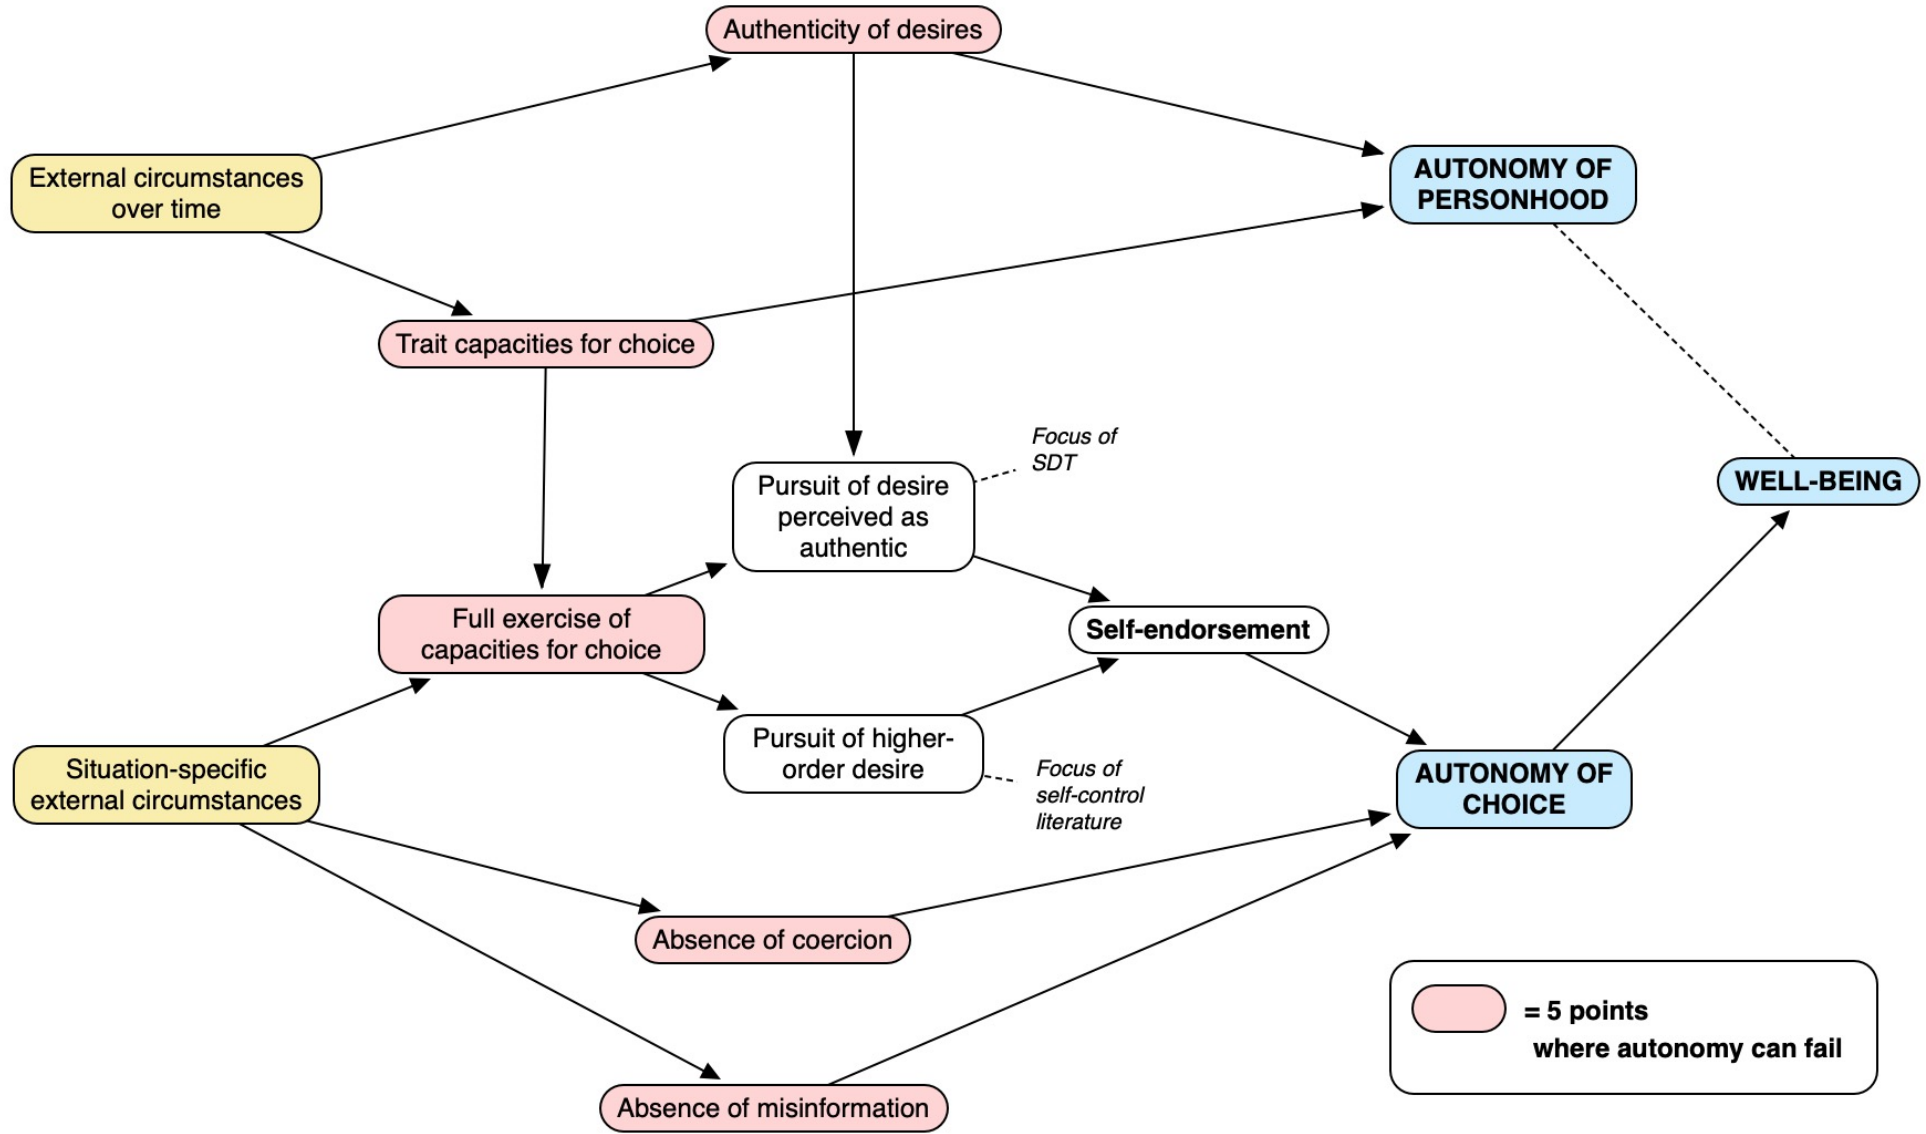 Authenticity of desires
External circumstances
over time
AUTONOMY OF
PERSONHOOD
Trait capacities for choice
Focus of
SDT
Pursuit of desire
perceived as
authentic
WELL-BEING
Full exercise of
capacities for choice
Self-endorsement
Pursuit of higher-
order desire
Focus of
self-control
literature
Situation-specific
external circumstances
AUTONOMY OF
CHOICE
Absence of coercion
= 5 points
where autonomy can fail
Absence of misinformation